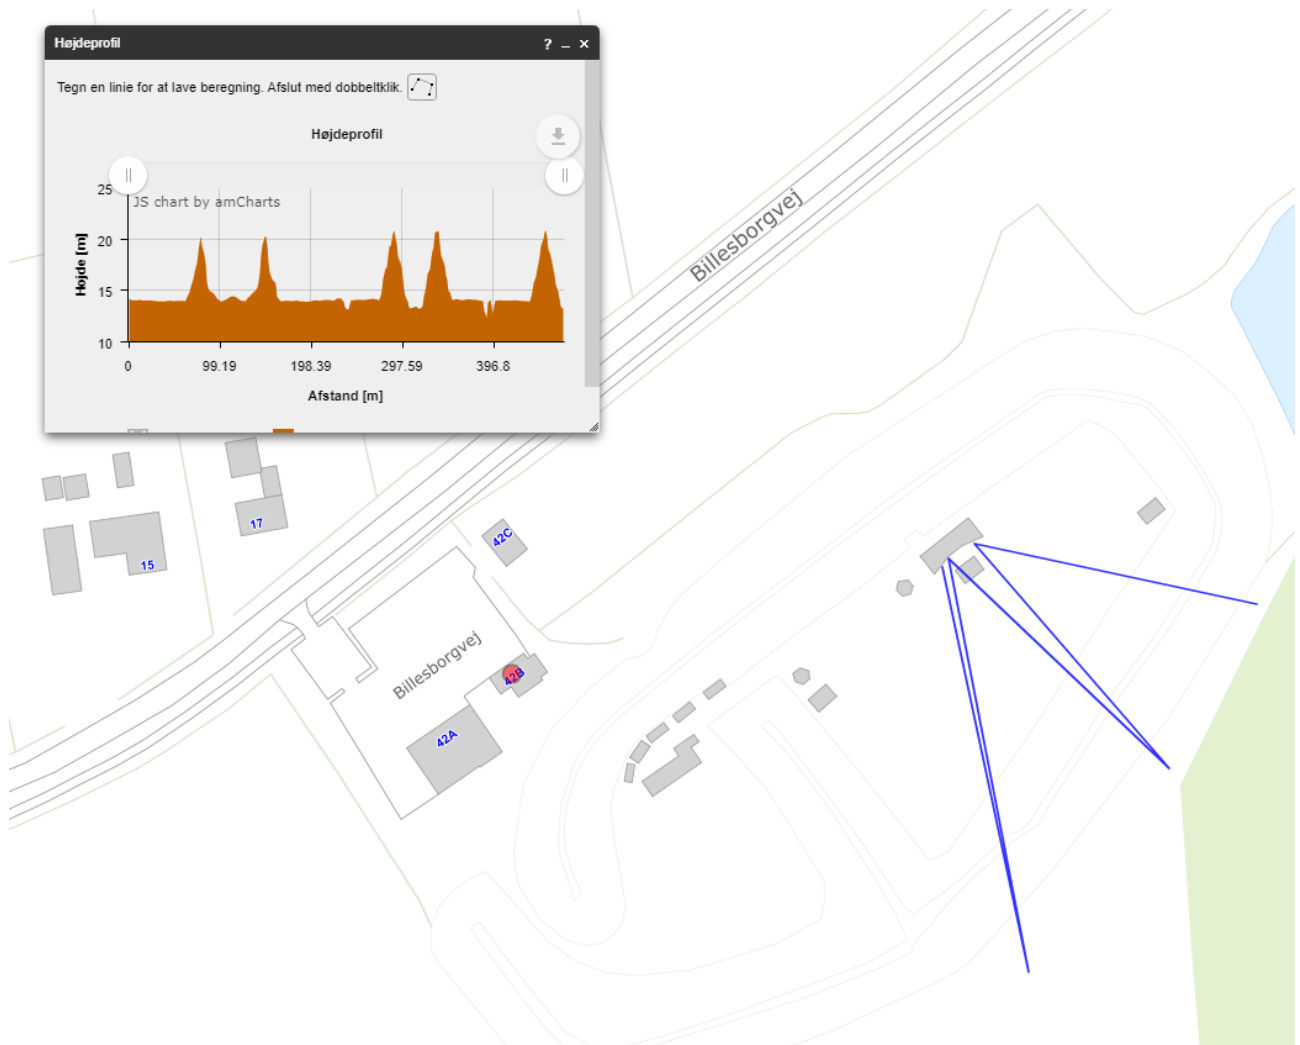 Højdeprofil
? _ ×
Tegn en linie for at lave beregning. Afslut med dobbeltklik.
Højdeprofil
JS chart by amCharts
Højde [m]
25
20
15
10
0 99.19 198.39 297.59 396.8
Afstand [m]
Billesborgvej
17
15
42C
Billesborgvej
42B
42A